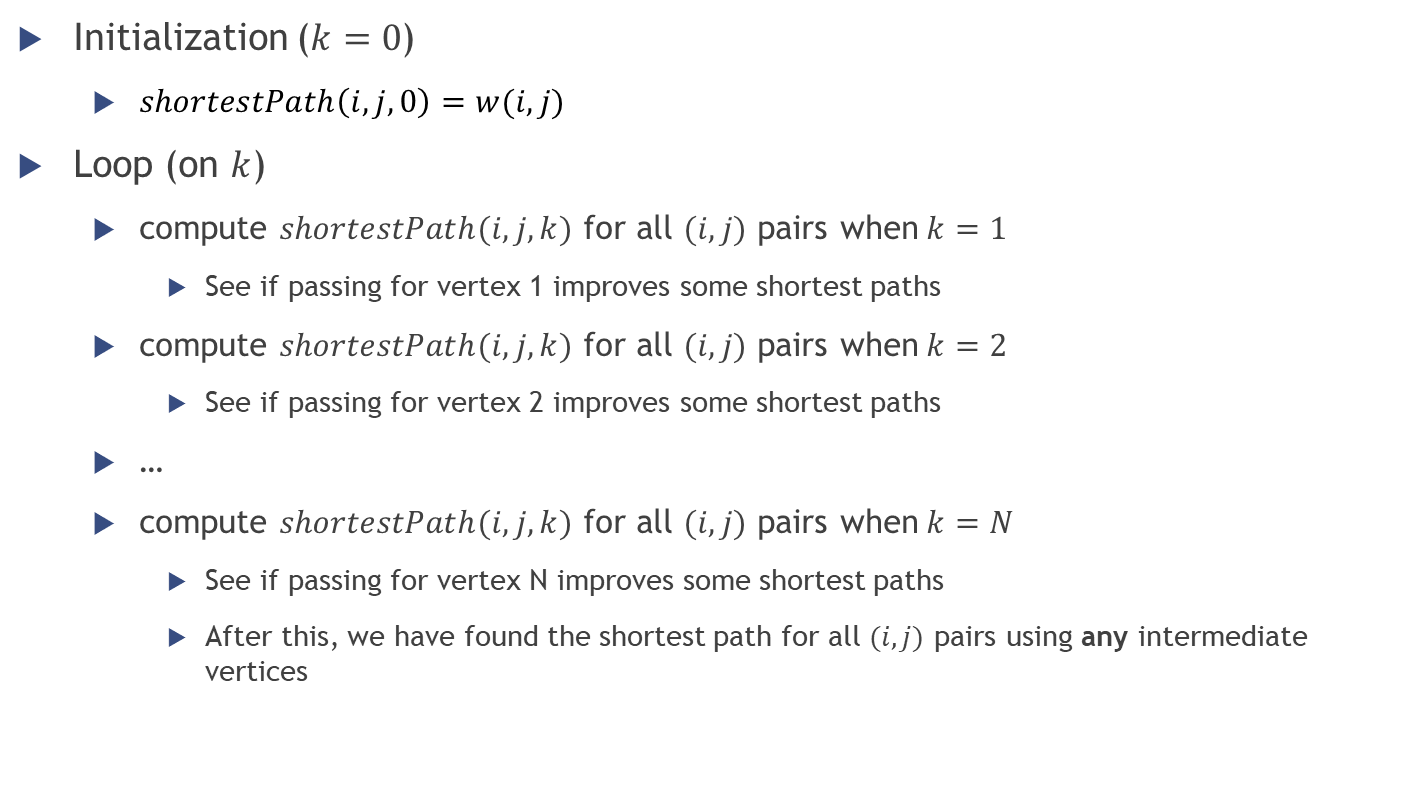 Initialization (𝑘 = 0)
𝑠ℎ𝑜𝑟𝑡𝑒𝑠𝑡𝑃𝑎𝑡ℎ(𝑖, 𝑗, 0) = 𝑤(𝑖, 𝑗)
Loop (on 𝑘)
compute 𝑠ℎ𝑜𝑟𝑡𝑒𝑠𝑡𝑃𝑎𝑡ℎ(𝑖, 𝑗, 𝑘) for all (𝑖, 𝑗) pairs when 𝑘 = 1
See if passing for vertex 1 improves some shortest paths
compute 𝑠ℎ𝑜𝑟𝑡𝑒𝑠𝑡𝑃𝑎𝑡ℎ(𝑖, 𝑗, 𝑘) for all (𝑖, 𝑗) pairs when 𝑘 = 2
See if passing for vertex 2 improves some shortest paths
…
compute 𝑠ℎ𝑜𝑟𝑡𝑒𝑠𝑡𝑃𝑎𝑡ℎ(𝑖, 𝑗, 𝑘) for all (𝑖, 𝑗) pairs when 𝑘 = 𝑁
See if passing for vertex N improves some shortest paths
After this, we have found the shortest path for all (𝑖,𝑗) pairs using any intermediate
vertices